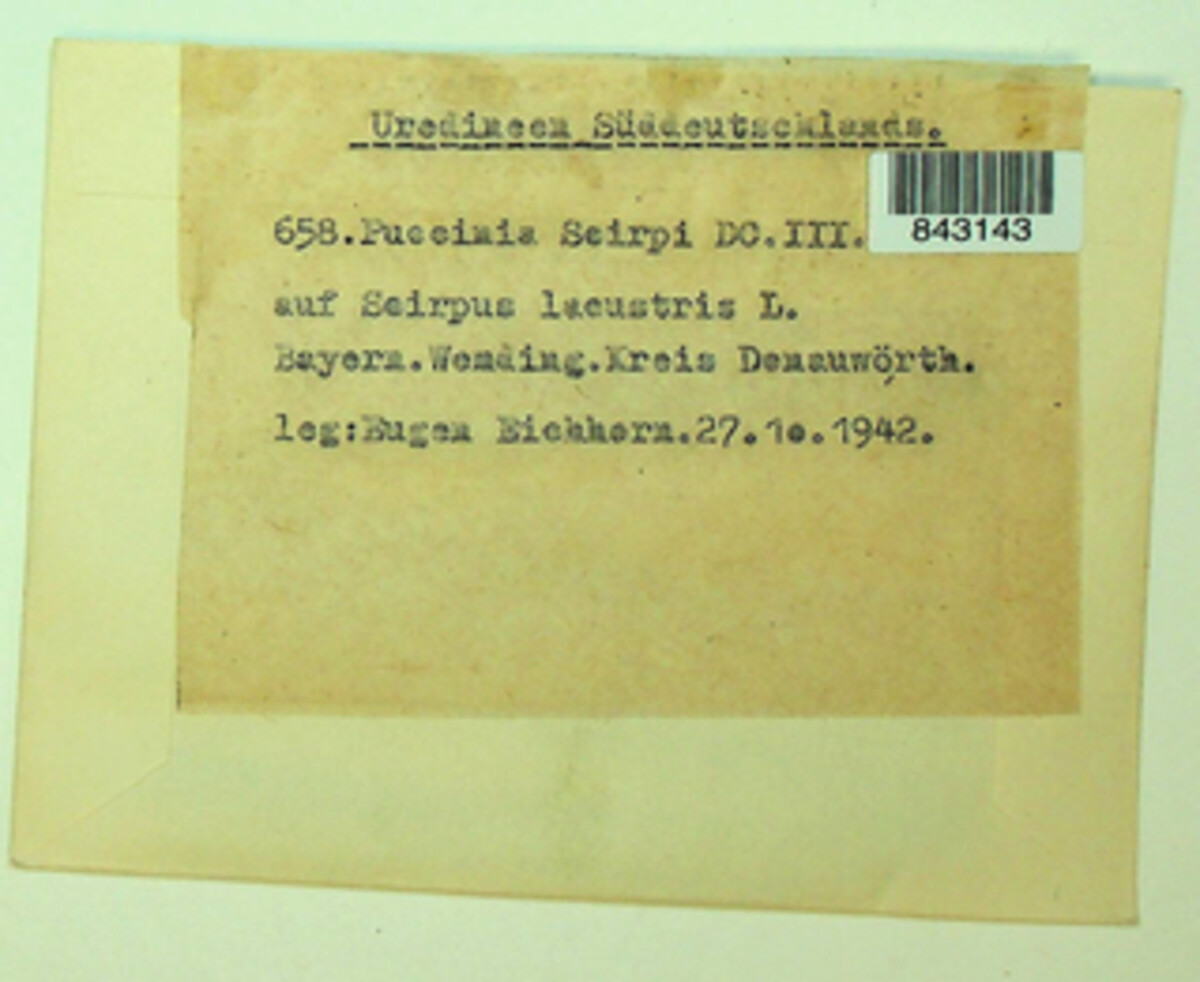 Uredineen Süddeutschlands.
658.Puccinia Scirpi DC.III.
843143
auf Scirpus lacustris L.
Bayern.Wemding.Kreis Donauwörth.
leg:Eugen Eichhorn.27.1o.1942.